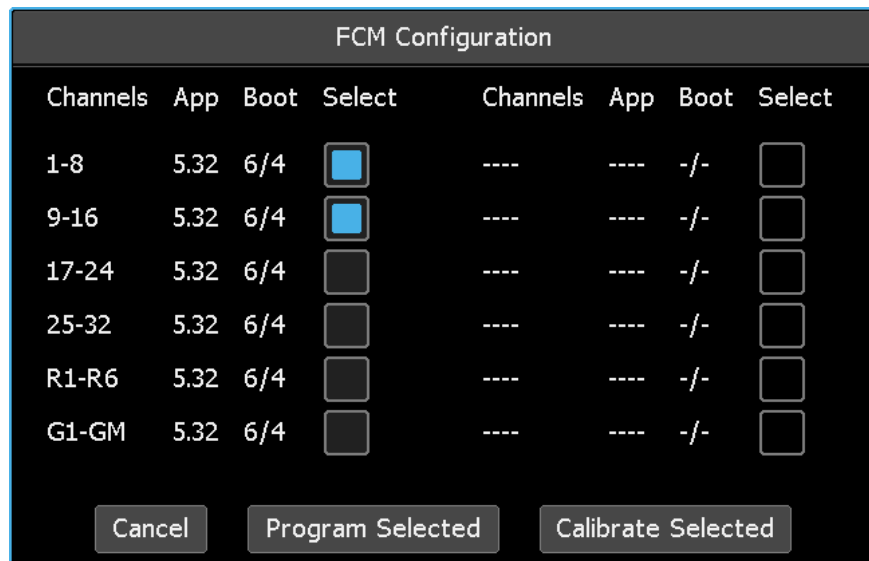 FCM Configuration
Channels App Boot Select Channels App Boot Select
1-8 5.32 6/4 ---- ---- -/-
9-16 5.32 6/4 ---- ---- -/-
17-24 5.32 6/4 ---- ---- -/-
25-32 5.32 6/4 ---- ---- -/-
R1-R6 5.32 6/4 ---- ---- -/-
G1-GM 5.32 6/4 ---- ---- -/-
Cancel Program Selected Calibrate Selected